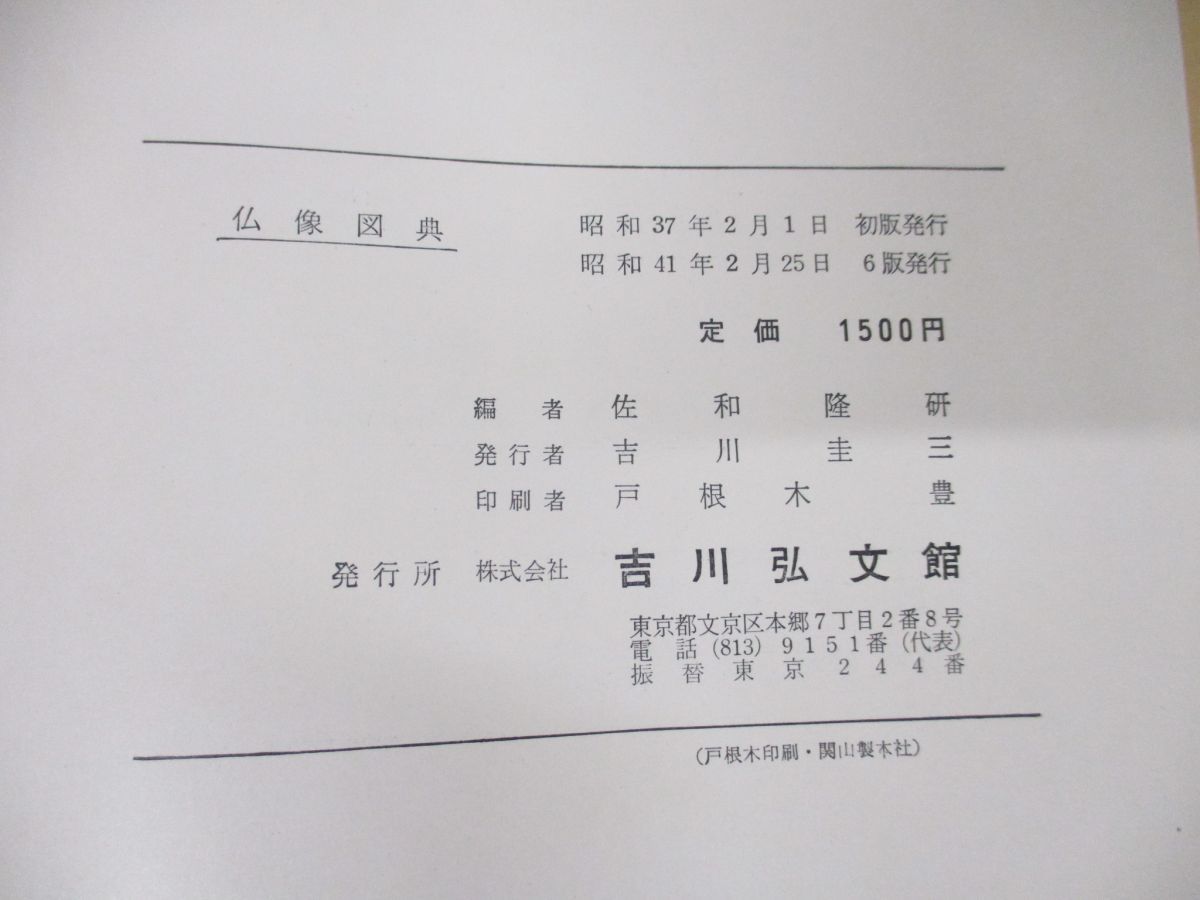 仏像図典
昭和37年2月1日 初版発行
昭和41年2月25日 6版発行
定価 1500円
編者 佐和隆研
発行者 吉川圭三
印刷者 戸根木豊
発行所 株式会社 吉川弘文館
東京都文京区本郷7丁目2番8号
電話(813)9151番(代表)
振替東京244番
(戸根木印刷・関山製本社)